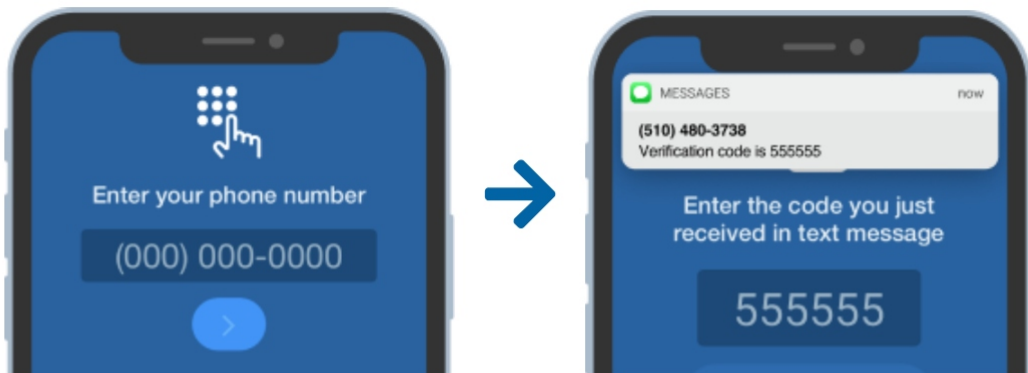 Enter your phone number
(000) 000-0000
MESSAGES now
(510) 480-3738
Verification code is 555555
Enter the code you just
received in text message
555555